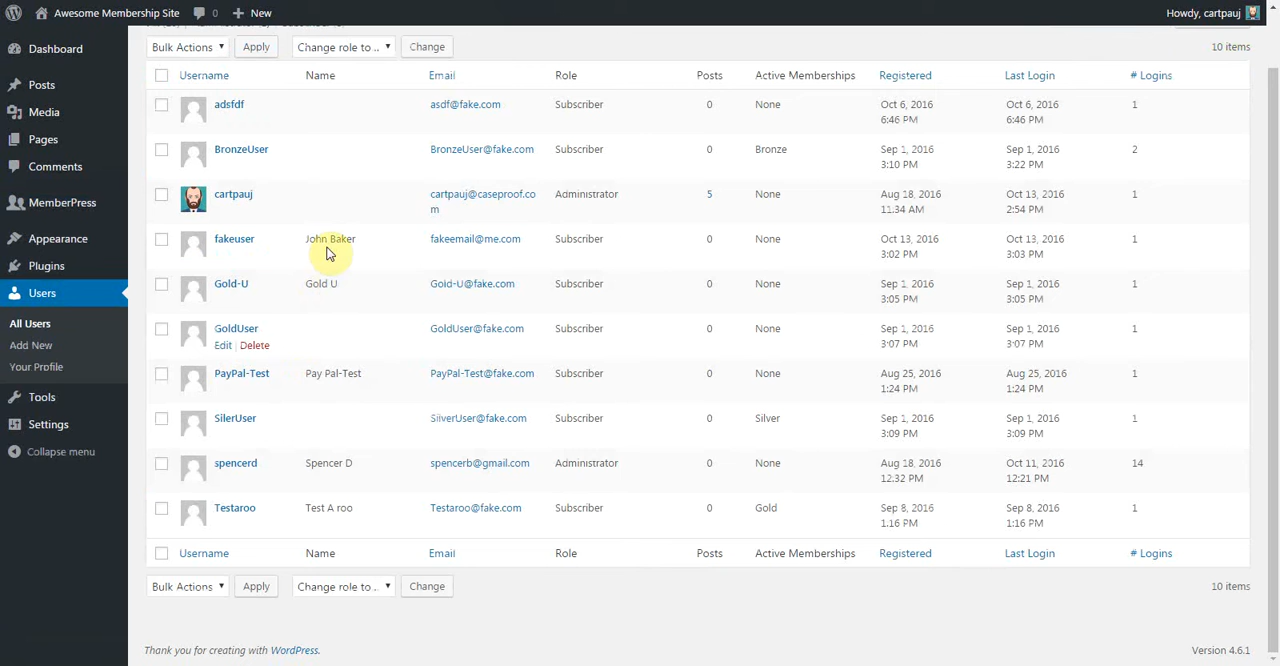 Awesome Membership Site 0 New Howdy, cartpauj
Dashboard
Posts
Media
Pages
Comments
MemberPress
Appearance
Plugins
Users
All Users
Add New
Your Profile
Tools
Settings
Collapse menu
Bulk Actions Apply Change role to .. Change 10 items
Username Name Email Role Posts Active Memberships Registered Last Login # Logins
adsfdf asdf@fake.com Subscriber 0 None Oct 6, 2016 Oct 6, 2016 1
6:46 PM 6:46 PM
BronzeUser BronzeUser@fake.com Subscriber 0 Bronze Sep 1, 2016 Sep 1, 2016 2
3:10 PM 3:22 PM
cartpauj cartpauj@caseproof.co Administrator 5 None Aug 18, 2016 Oct 13, 2016 1
m 11:34 AM 2:54 PM
fakeuser John Baker fakeemail@me.com Subscriber 0 None Oct 13, 2016 Oct 13, 2016 1
3:02 PM 3:03 PM
Gold-U Gold U Gold-U@fake.com Subscriber 0 None Sep 1, 2016 Sep 1, 2016 1
3:05 PM 3:05 PM
GoldUser GoldUser@fake.com Subscriber 0 None Sep 1, 2016 Sep 1, 2016 1
Edit | Delete 3:07 PM 3:07 PM
PayPal-Test Pay Pal-Test PayPal-Test@fake.com Subscriber 0 None Aug 25, 2016 Aug 25, 2016 1
1:24 PM 1:24 PM
SilerUser SilverUser@fake.com Subscriber 0 Silver Sep 1, 2016 Sep 1, 2016 1
3:09 PM 3:09 PM
spencerd Spencer D spencerb@gmail.com Administrator 0 None Aug 18, 2016 Oct 11, 2016 14
12:32 PM 12:21 PM
Testaroo Test A roo Testaroo@fake.com Subscriber 0 Gold Sep 8, 2016 Sep 8, 2016 1
1:16 PM 1:16 PM
Username Name Email Role Posts Active Memberships Registered Last Login # Logins
Bulk Actions Apply Change role to .. Change 10 items
Thank you for creating with WordPress. Version 4.6.1